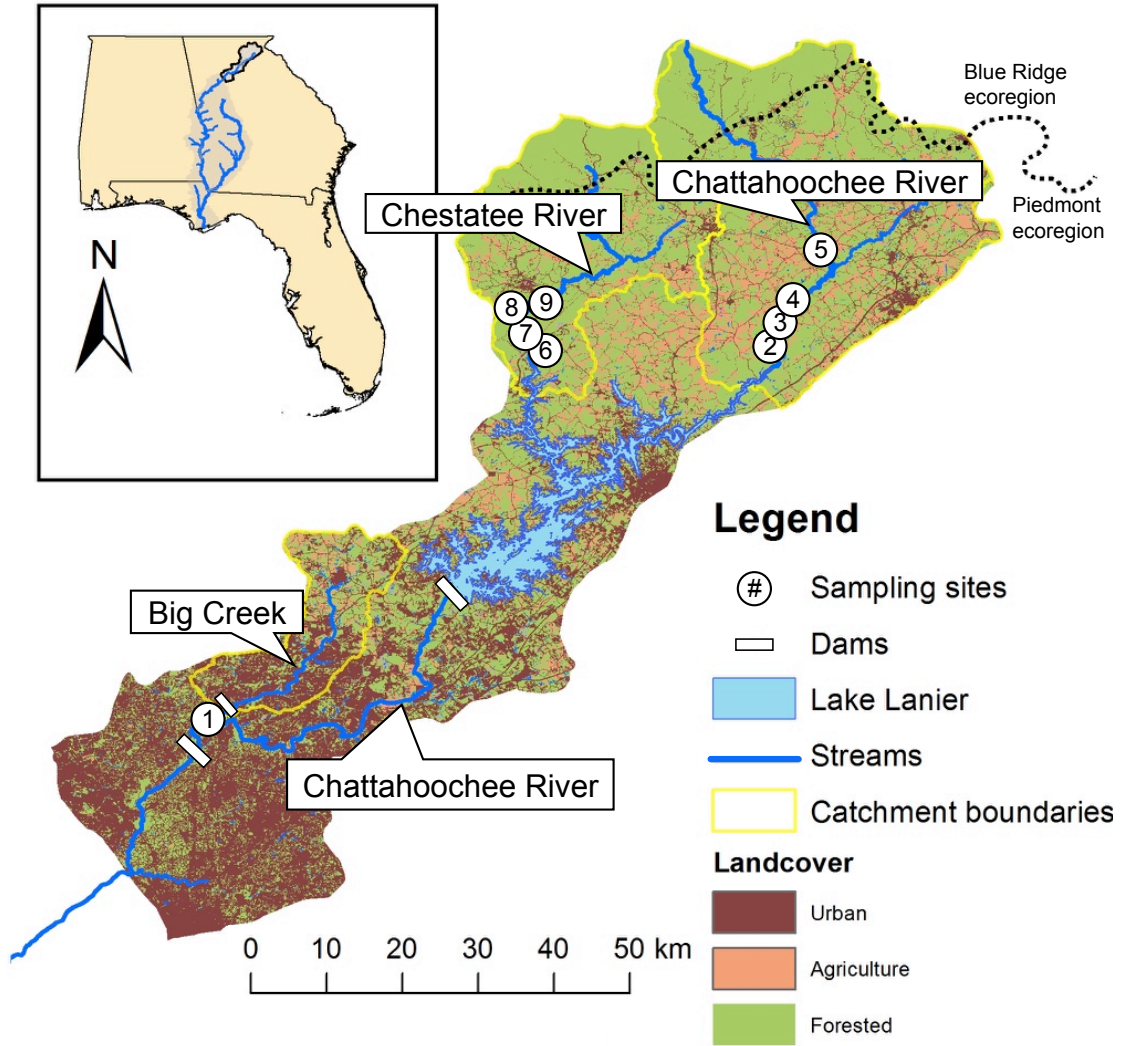 N
Blue Ridge
ecoregion
Piedmont
ecoregion
Chattahoochee River
Chestatee River
5
9
8
4
3
7
6
2
Big Creek
1
Chattahoochee River
0 10 20 30 40 50 km
Legend
# Sampling sites
Dams
Lake Lanier
Streams
Catchment boundaries
Landcover
Urban
Agriculture
Forested